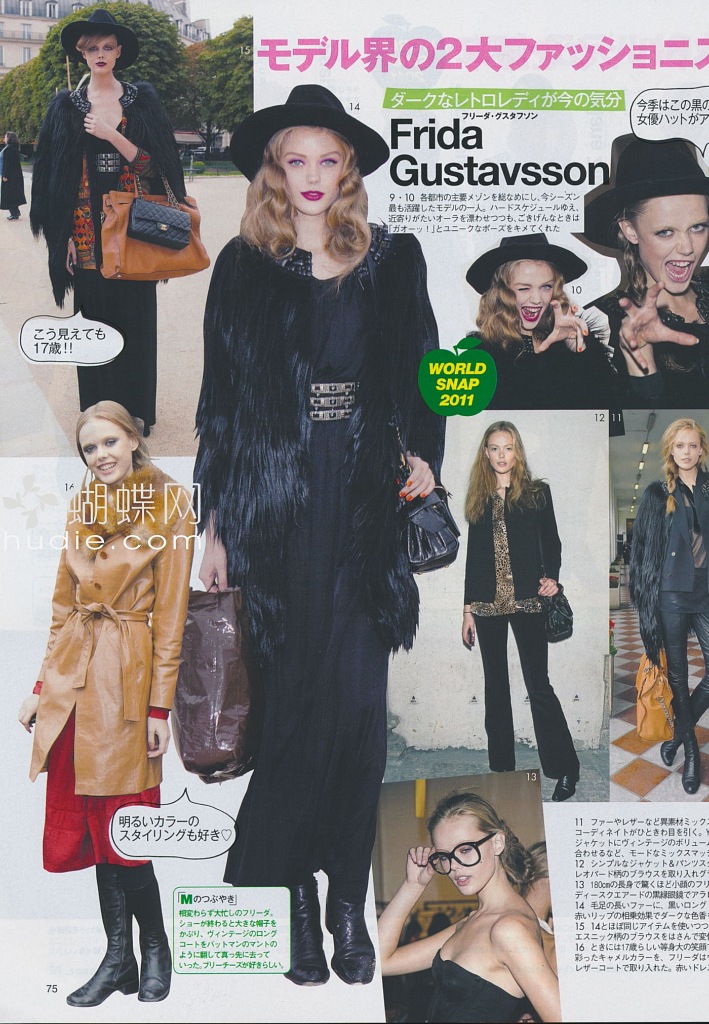 モデル界の2大ファッショニス
15
14
ダークなレトロレディが今の気分
フリーダ・グスタフソン
Frida
Gustavsson
今季はこの黒の
女優ハットがア
9・10 各都市の主要メゾンを総なめにし、今シーズン
最も活躍したモデルの一人。ハードスケジュールゆえ、
近寄りがたいオーラを漂わせつつも、ごきげんなときは
「ガオーッ！」とユニークなポーズをキメてくれた
10
こう見えても
17歳!!
WORLD
SNAP
2011
12
11
16
蝴蝶网
hudie.com
13
明るいカラーの
スタイリングも好き♡
「Mのつぶやき」
相変わらず大忙しのフリーダ。
ショーが終わると大きな帽子を
かぶり、ヴィンテージのロング
コートをバットマンのマントの
ように翻して真っ先に去って
いった。ブリーチーズが好きらしい。
11 ファーやレザーなど異素材ミックス
コーディネイトがひときわ目を引く。
ジャケットにヴィンテージのボリューム
合わせるなど、モードなミックスマッチ
12 シンプルなジャケット&パンツス
レオパード柄のブラウスを取り入れ
13 180cmの長身で驚くほど小顔のフリ
ディースクエアードの黒縁眼鏡でアラ
14 毛足の長いファーに、黒いロング
赤いリップの相乗効果でダークな色香
15 14とほぼ同じアイテムを使いつつ
エスニック柄のブラウスをはさんで変
16 ときには17歳らしい等身大の笑顔
彩ったキャメルカラーを、フリーダは
レザーコートで取り入れた。赤いドレ
75